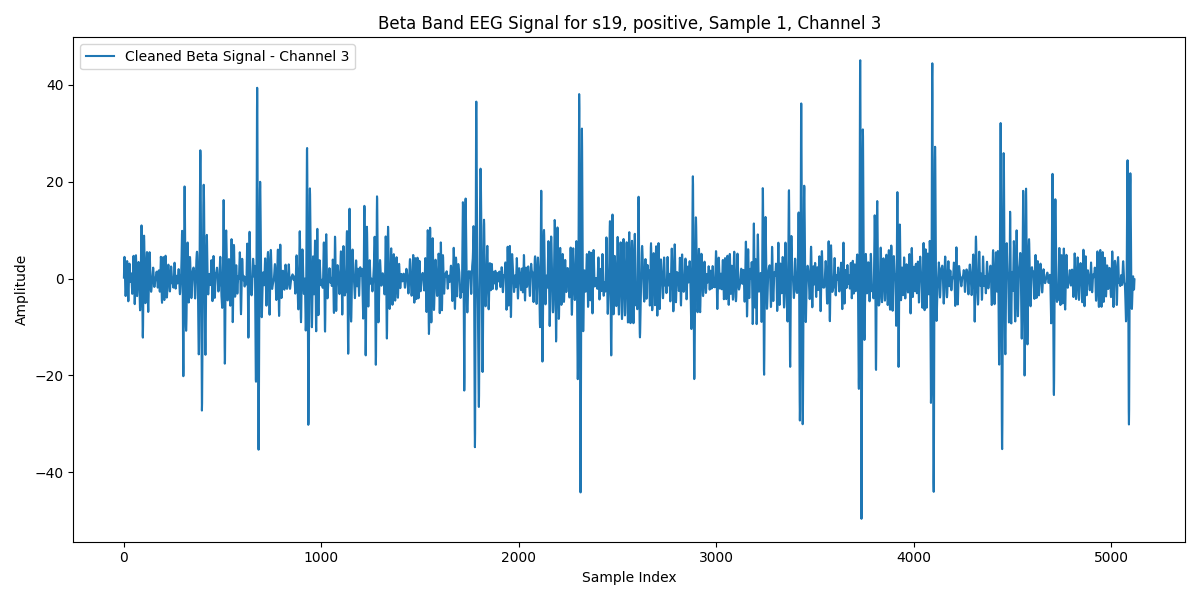 Beta Band EEG Signal for s19, positive, Sample 1, Channel 3
Cleaned Beta Signal - Channel 3
Amplitude
40
20
0
−20
−40
0 1000 2000 3000 4000 5000
Sample Index